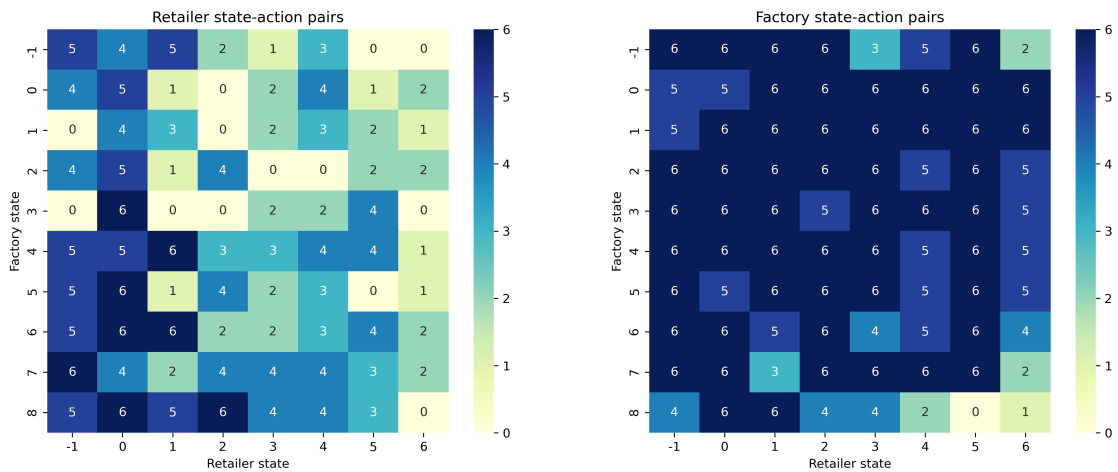 Retailer state-action pairs
-1 5 4 5 2 1 3 0 0
0 4 5 1 0 2 4 1 2
1 0 4 3 0 2 3 2 1
2 4 5 1 4 0 0 2 2
3 0 6 0 0 2 2 4 0
4 5 5 6 3 3 4 4 1
5 5 6 1 4 2 3 0 1
6 5 6 6 2 2 3 4 2
7 6 4 2 4 4 4 3 2
8 5 6 5 6 4 4 3 0
-1 0 1 2 3 4 5 6
Factory state
Retailer state
6
5
4
3
2
1
0
Factory state-action pairs
-1 6 6 6 6 3 5 6 2
0 5 5 6 6 6 6 6 6
1 5 6 6 6 6 6 6 6
2 6 6 6 6 6 5 6 5
3 6 6 6 5 6 6 6 5
4 6 6 6 6 6 5 6 5
5 6 5 6 6 6 5 6 5
6 6 6 5 6 4 5 6 4
7 6 6 3 6 6 6 6 2
8 4 6 6 4 4 2 0 1
-1 0 1 2 3 4 5 6
Factory state
Retailer state
6
5
4
3
2
1
0